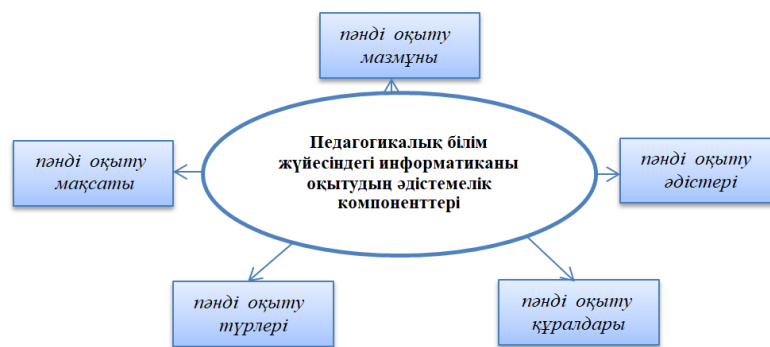 пәнді оқыту
мазмұны
Педагогикалық білім
жүйесіндегі информатиканы
оқытудың әдістемелік
компоненттері
пәнді оқыту
мақсаты
пәнді оқыту
әдістері
пәнді оқыту
түрлері
пәнді оқыту
құралдары